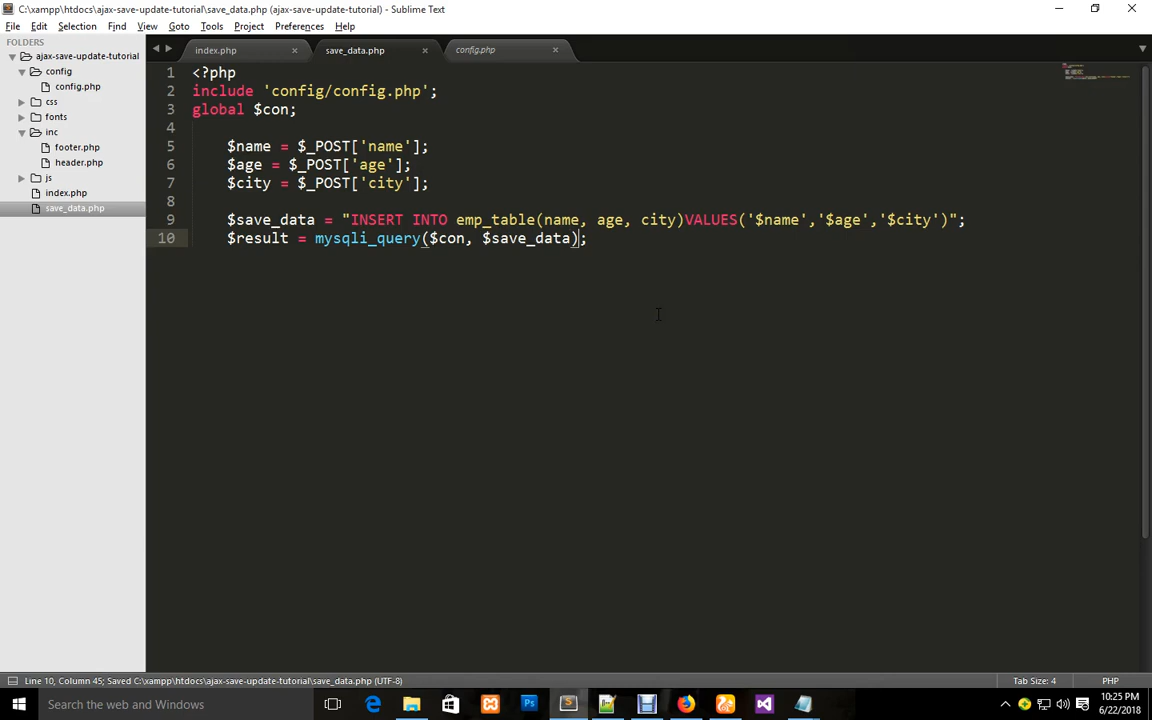 C:\xampp\htdocs\ajax-save-update-tutorial\save_data.php (ajax-save-update-tutorial) - Sublime Text
File Edit Selection Find View Goto Tools Project Preferences Help
FOLDERS
ajax-save-update-tutorial
config
config.php
css
fonts
inc
footer.php
header.php
js
index.php
save_data.php
index.php × save_data.php × config.php ×
1 <?php
2 include 'config/config.php';
3 global $con;
4
5 $name = $_POST['name'];
6 $age = $_POST['age'];
7 $city = $_POST['city'];
8
9 $save_data = "INSERT INTO emp_table(name, age, city)VALUES('$name','$age','$city')";
10 $result = mysqli_query($con, $save_data);
Line 10, Column 45; Saved C:\xampp\htdocs\ajax-save-update-tutorial\save_data.php (UTF-8) Tab Size: 4 PHP
Search the web and Windows
Ps
10:25 PM
6/22/2018